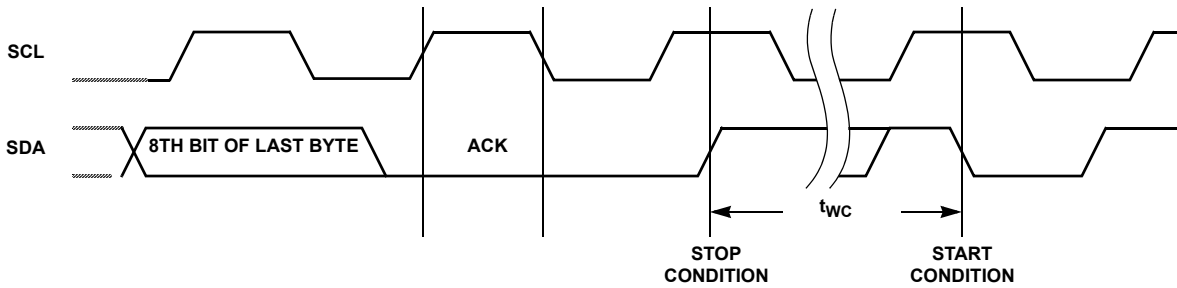 SCL
SDA
8TH BIT OF LAST BYTE
ACK
tWC
STOP
CONDITION
START
CONDITION